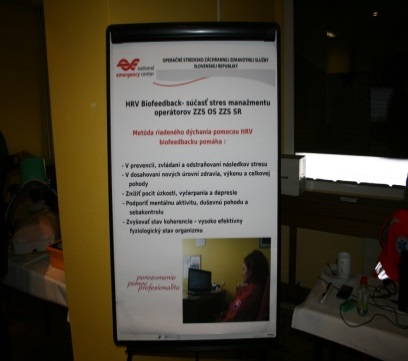 OPERAČNÉ STREDISKO ZÁCHRANNEJ ZDRAVOTNEJ SLUŽBY
SLOVENSKEJ REPUBLIKY
national
emergency center
HRV Biofeedback- súčasť stres manažmentu
operátorov ZZS OS ZZS SR
Metóda riadeného dýchania pomocou HRV
biofeedbacku pomáha :
- V prevencii, zvládaní a odstraňovaní následkov stresu
- V dosahovaní nových úrovní zdravia, výkonu a celkovej
pohody
- Znížiť pocit úzkosti, vyčerpania a depresie
- Podporiť mentálnu aktivitu, duševnú pohodu a
sebakontrolu
- Zvyšovať stav koherencie – vysoko efektívny
fyziologický stav organizmu
porozumenie
pomoc
profesionalita